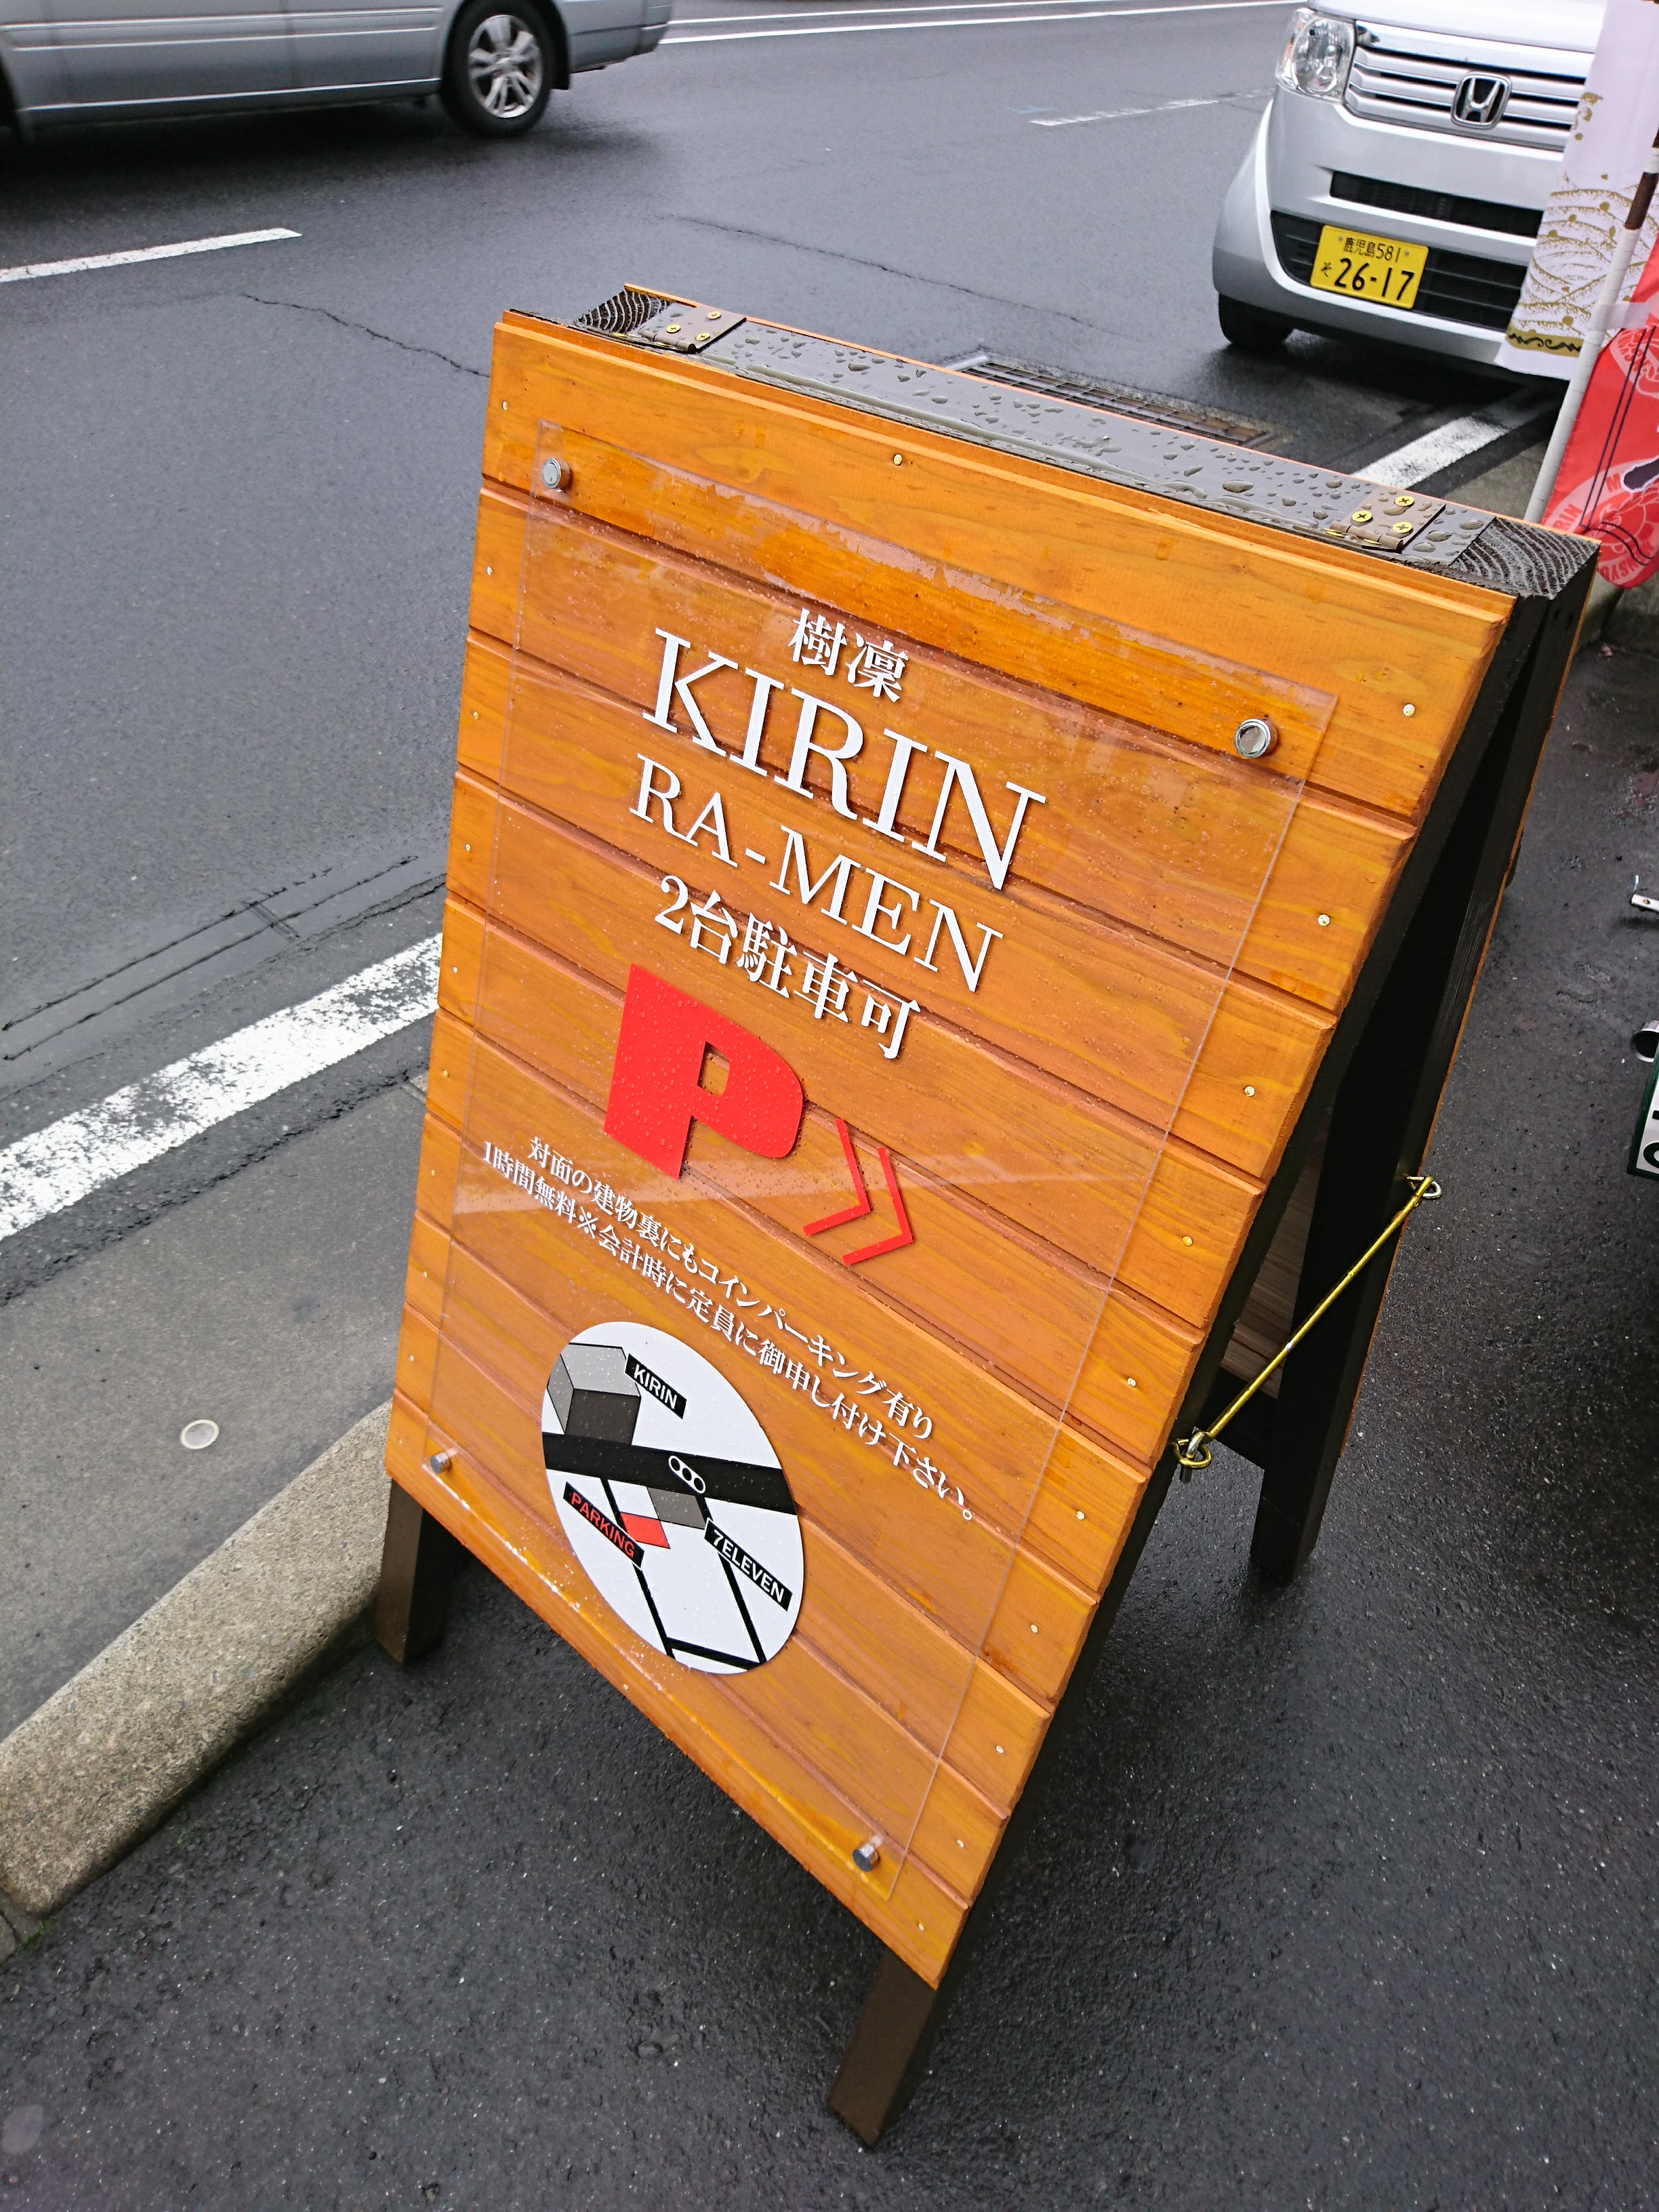 鹿児島581
そ 26-17
樹凜
KIRIN
RA-MEN
2台駐車可
P
対面の建物裏にもコインパーキング有り
1時間無料※会計時に定員に御申し付け下さい。
KIRIN
PARKING
7ELEVEN